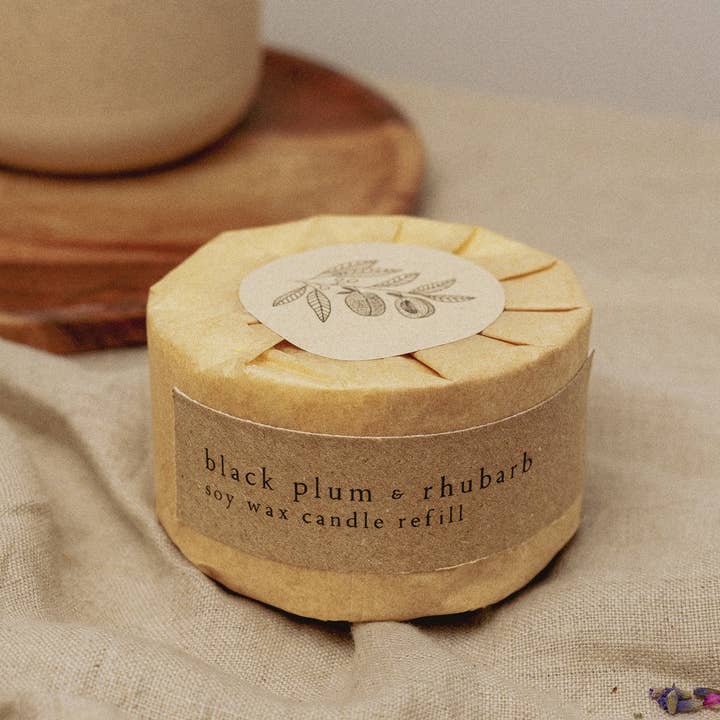 black plum & rhubarb
soy wax candle refill